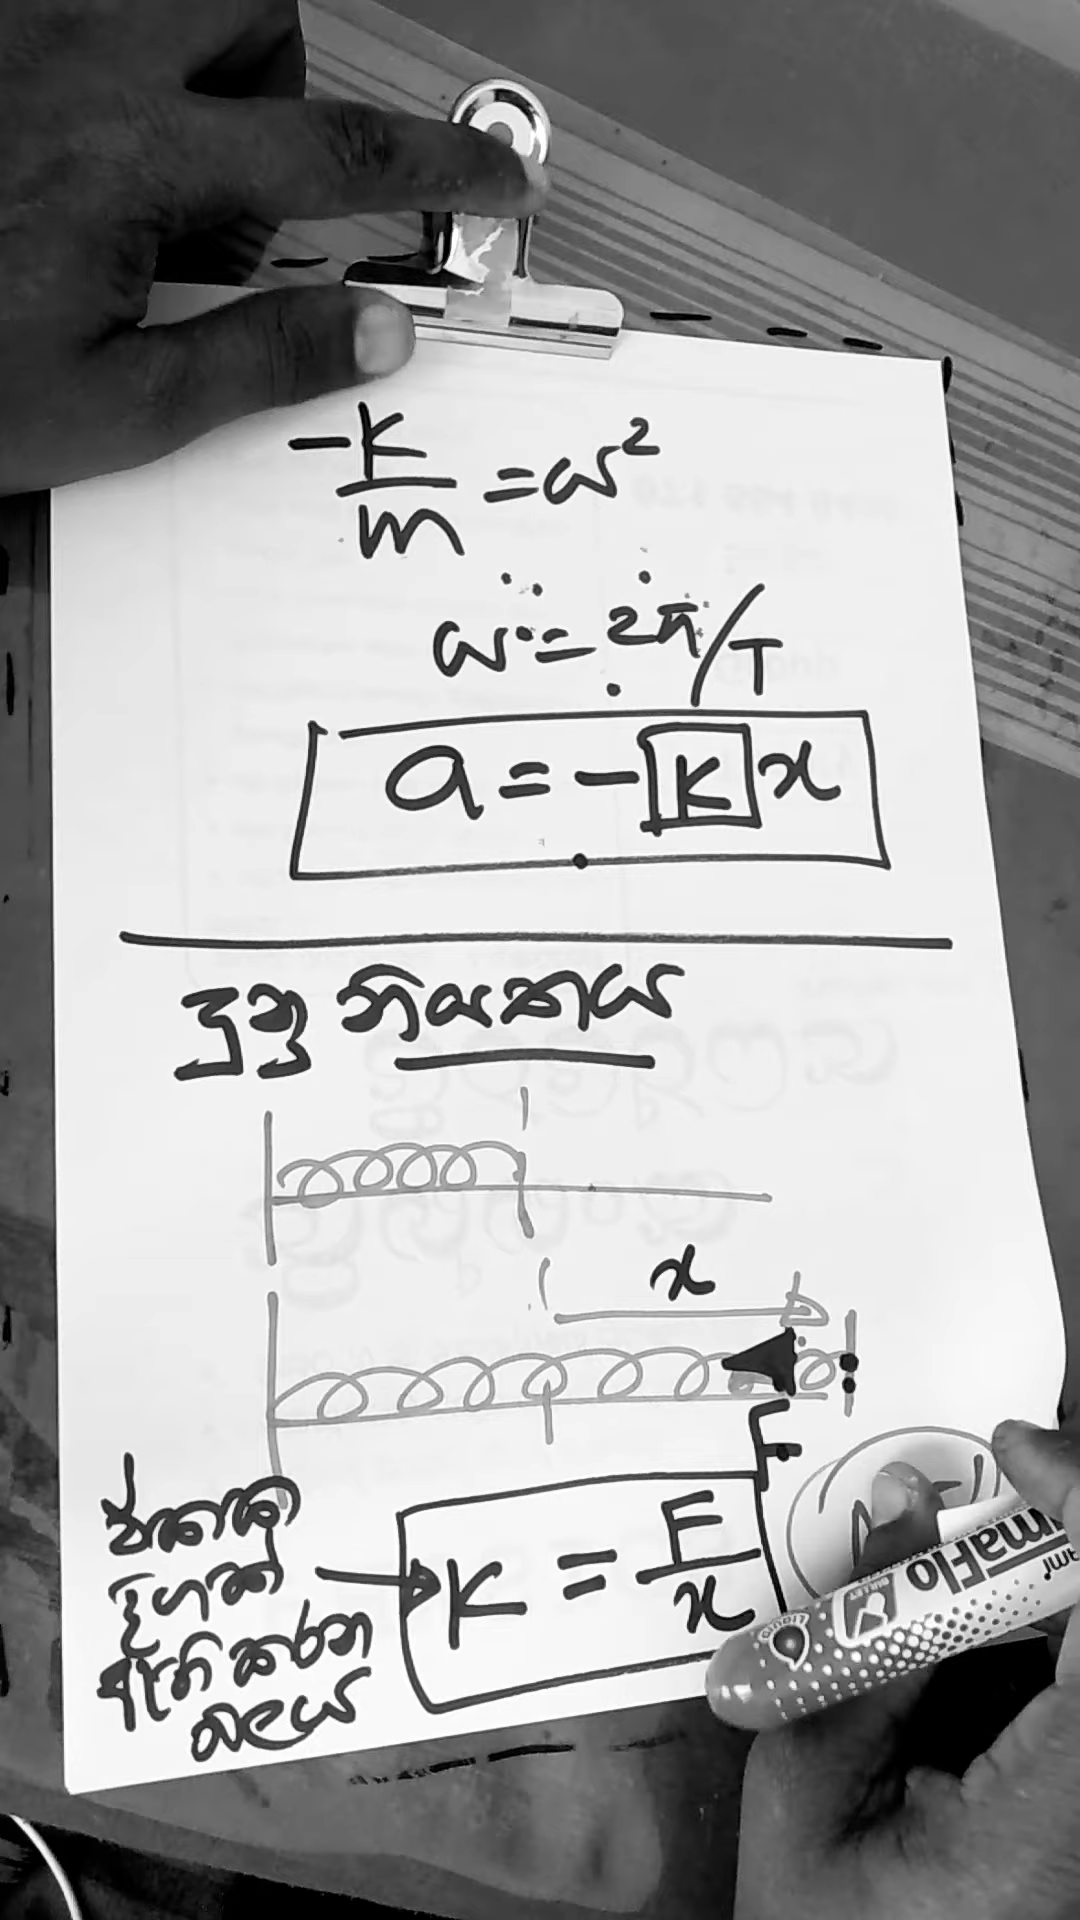 -K/m = ω²
ω = 2π/T
a = -K x
දුනු නියතය
x
F
ඒකක
දිගක්
ඇති කරන
බලය
K = F/x